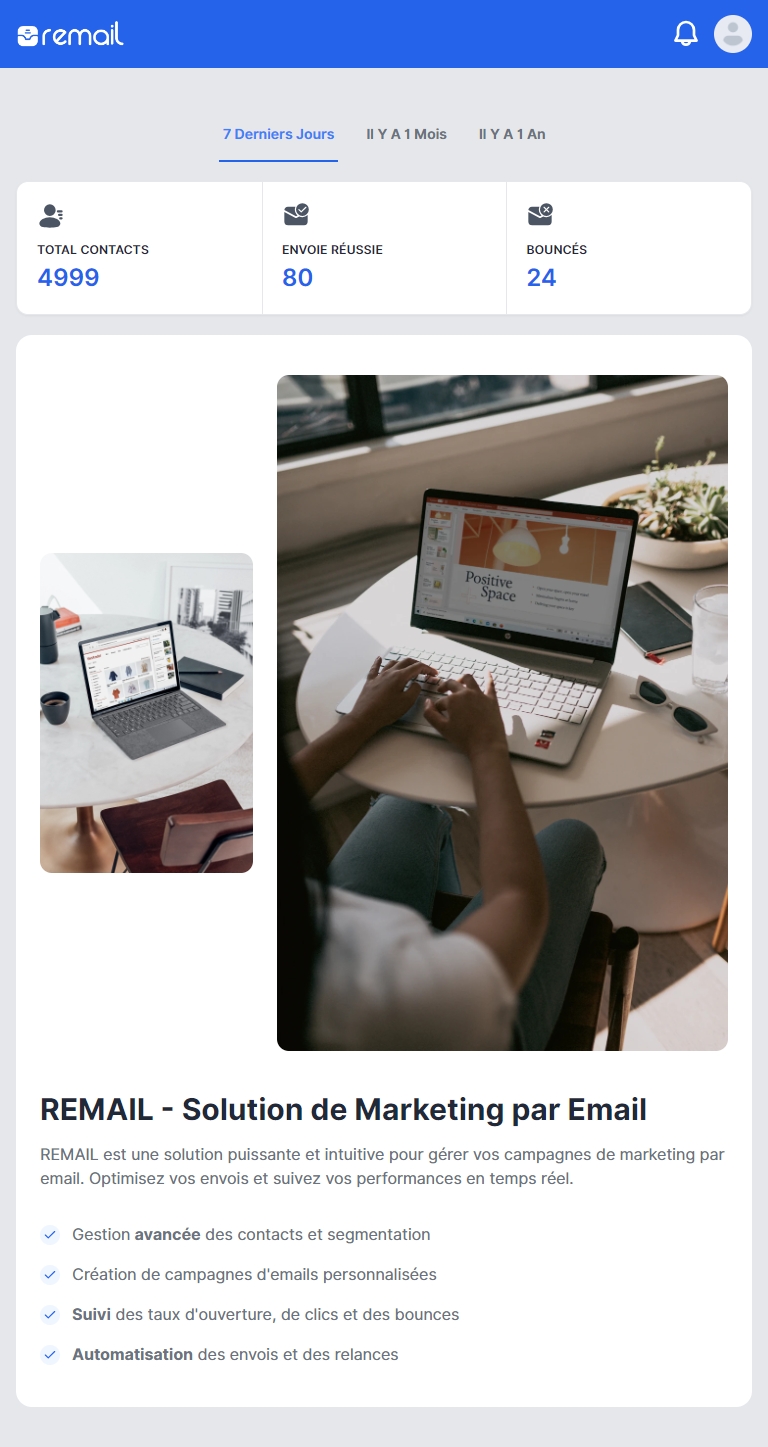 remail
7 Derniers Jours Il Y A 1 Mois Il Y A 1 An
TOTAL CONTACTS ENVOIE RÉUSSIE BOUNCÉS
4999 80 24
Positive
Space
REMAIL - Solution de Marketing par Email
REMAIL est une solution puissante et intuitive pour gérer vos campagnes de marketing par
email. Optimisez vos envois et suivez vos performances en temps réel.
Gestion avancée des contacts et segmentation
Création de campagnes d'emails personnalisées
Suivi des taux d'ouverture, de clics et des bounces
Automatisation des envois et des relances